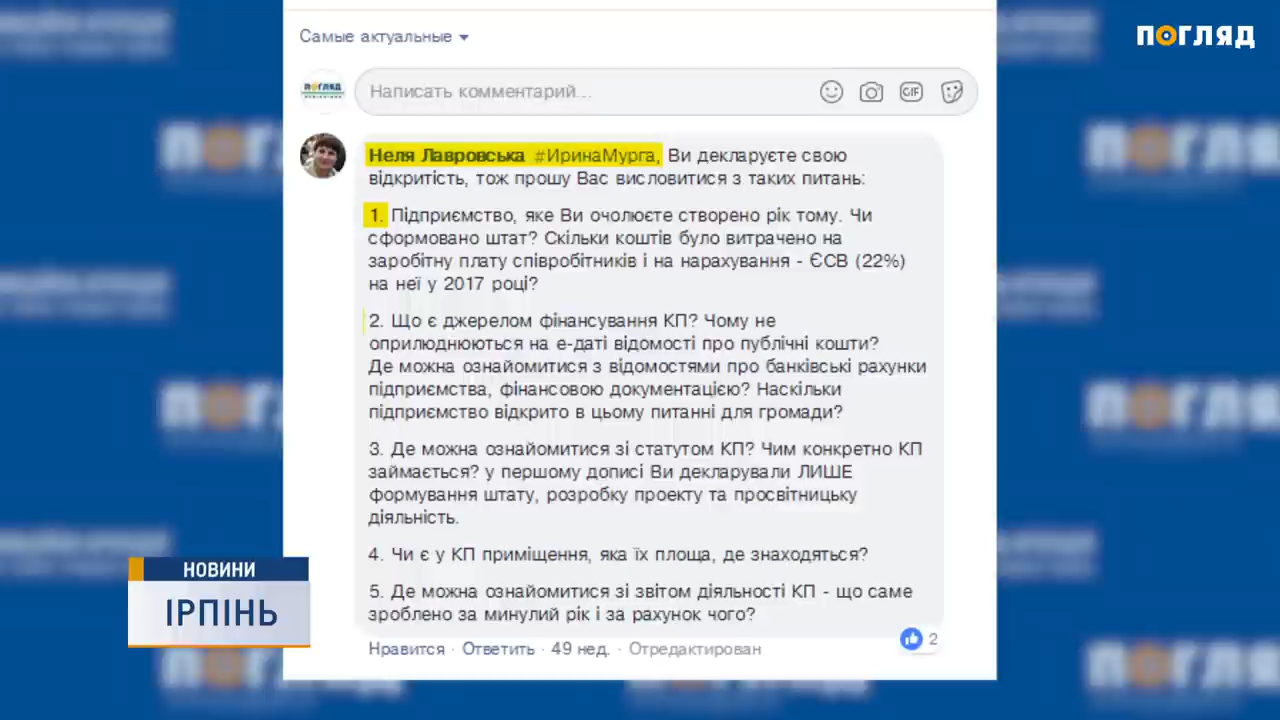 Самые актуальные
ПОГЛЯД
ПОГЛЯД
Написать комментарий...
GIF
Неля Лавровська #ИринаМурга, Ви декларуєте свою
відкритість, тож прошу Вас висловитися з таких питань:
1. Підприємство, яке Ви очолюєте створено рік тому. Чи
сформовано штат? Скільки коштів було витрачено на
заробітну плату співробітників і на нарахування - ЄСВ (22%)
на неї у 2017 році?
2. Що є джерелом фінансування КП? Чому не
оприлюднюються на е-даті відомості про публічні кошти?
Де можна ознайомитися з відомостями про банківські рахунки
підприємства, фінансовою документацією? Наскільки
підприємство відкрито в цьому питанні для громади?
3. Де можна ознайомитися зі статутом КП? Чим конкретно КП
займається? у першому дописі Ви декларували ЛИШЕ
формування штату, розробку проекту та просвітницьку
діяльність.
4. Чи є у КП приміщення, яка їх площа, де знаходяться?
5. Де можна ознайомитися зі звітом діяльності КП - що саме
зроблено за минулий рік і за рахунок чого?
Нравится · Ответить · 49 нед. · Отредактирован
2
НОВИНИ
ІРПІНЬ